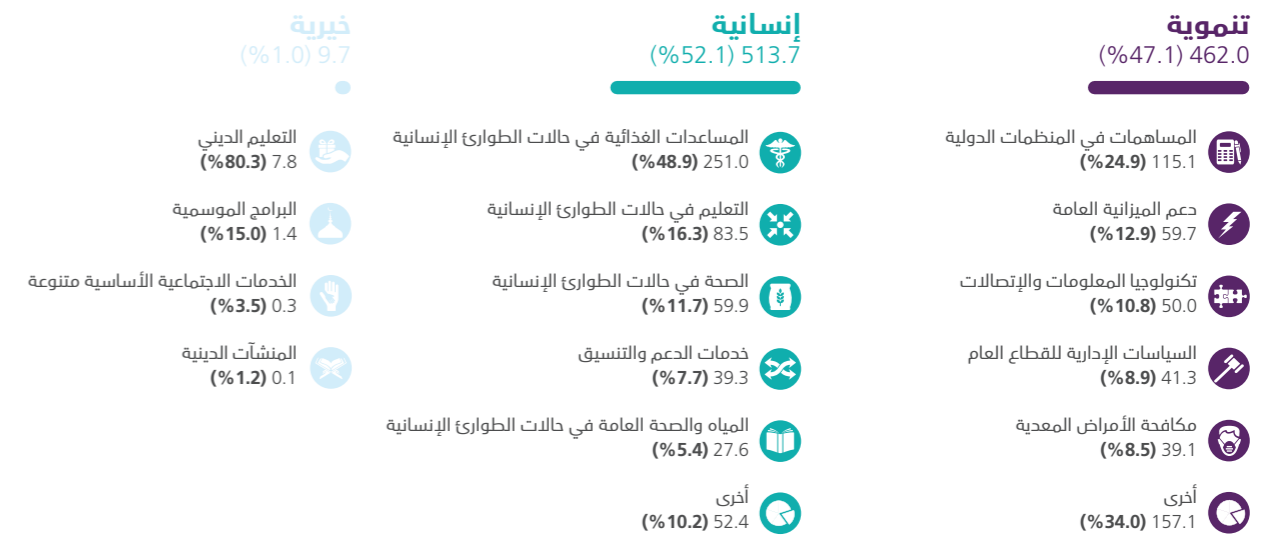 تنموية
462.0 (%47.1)
المساهمات في المنظمات الدولية
115.1 (%24.9)
دعم الميزانية العامة
59.7 (%12.9)
تكنولوجيا المعلومات والإتصالات
50.0 (%10.8)
السياسات الإدارية للقطاع العام
41.3 (%8.9)
مكافحة الأمراض المعدية
39.1 (%8.5)
أخرى
157.1 (%34.0)
إنسانية
513.7 (%52.1)
المساعدات الغذائية في حالات الطوارئ الإنسانية
251.0 (%48.9)
التعليم في حالات الطوارئ الإنسانية
83.5 (%16.3)
الصحة في حالات الطوارئ الإنسانية
59.9 (%11.7)
خدمات الدعم والتنسيق
39.3 (%7.7)
المياه والصحة العامة في حالات الطوارئ الإنسانية
27.6 (%5.4)
أخرى
52.4 (%10.2)
خيرية
9.7 (%1.0)
التعليم الديني
7.8 (%80.3)
البرامج الموسمية
1.4 (%15.0)
الخدمات الاجتماعية الأساسية متنوعة
0.3 (%3.5)
المنشآت الدينية
0.1 (%1.2)